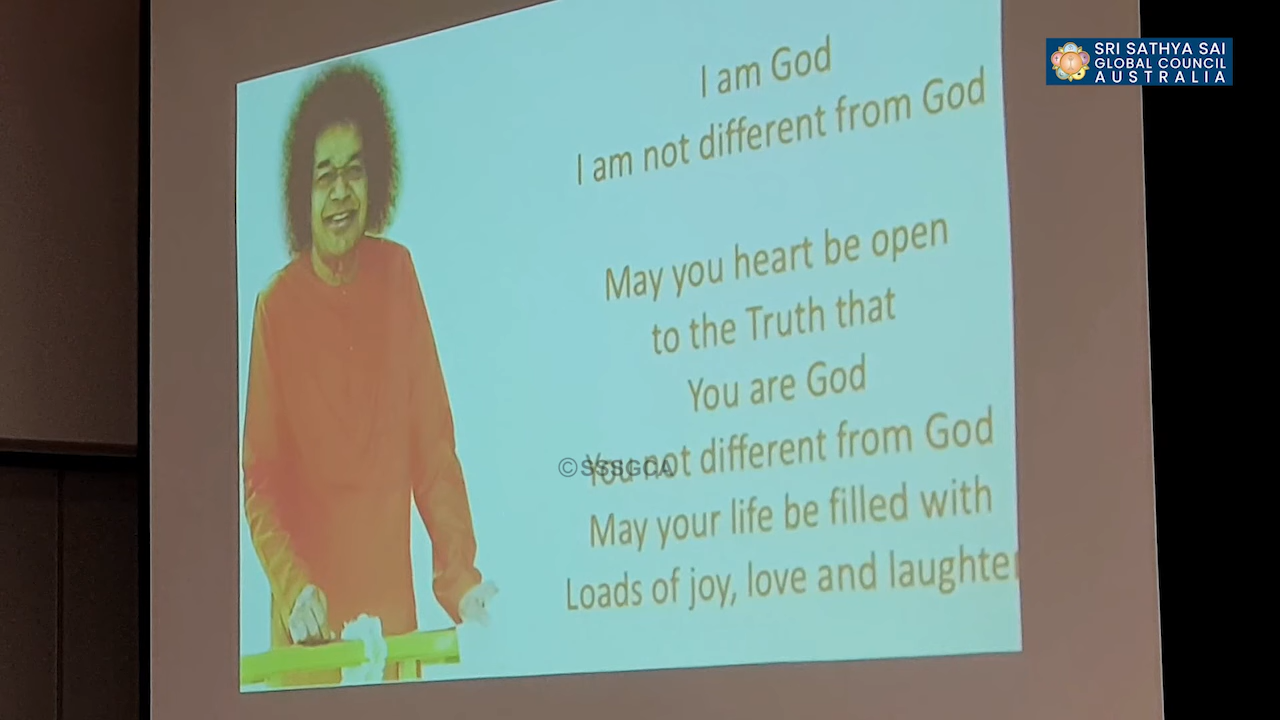 SRI SATHYA SAI
GLOBAL COUNCIL
AUSTRALIA
I am God
I am not different from God
May you heart be open
to the Truth that
You are God
You not different from God
©SSSGCA
May your life be filled with
Loads of joy, love and laughter